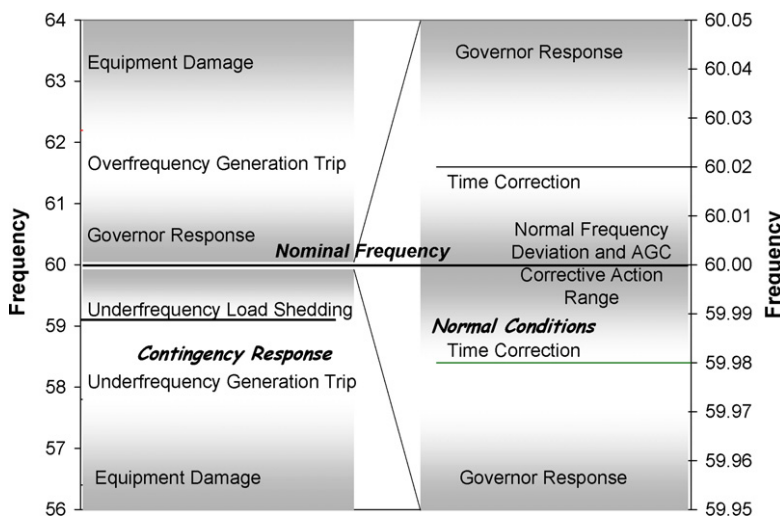 64
63
62
61
60
59
58
57
56
Frequency
Equipment Damage
Overfrequency Generation Trip
Governor Response
Nominal Frequency
Underfrequency Load Shedding
Contingency Response
Underfrequency Generation Trip
Equipment Damage
Governor Response
Time Correction
Normal Frequency
Deviation and AGC
Corrective Action
Range
Normal Conditions
Time Correction
Governor Response
60.05
60.04
60.03
60.02
60.01
60.00
59.99
59.98
59.97
59.96
59.95
Frequency